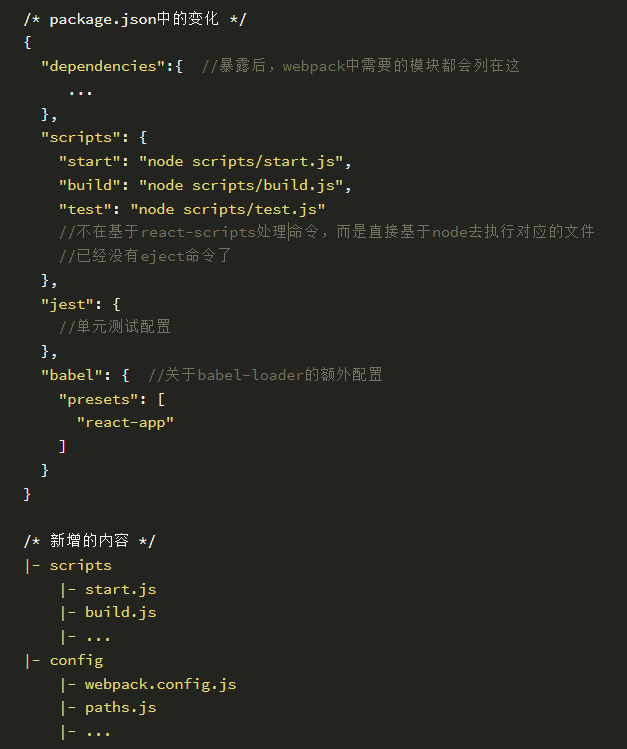 /* package.json中的变化 */
{
  "dependencies":{  //暴露后，webpack中需要的模块都会列在这
     ...
  },
  "scripts": {
    "start": "node scripts/start.js",
    "build": "node scripts/build.js",
    "test": "node scripts/test.js"
    //不在基于react-scripts处理命令，而是直接基于node去执行对应的文件
    //已经没有eject命令了
  },
  "jest": {
    //单元测试配置
  },
  "babel": {  //关于babel-loader的额外配置
    "presets": [
      "react-app"
    ]
  }
}

/* 新增的内容 */
|- scripts
    |- start.js
    |- build.js
    |- ...
|- config
    |- webpack.config.js
    |- paths.js
    |- ...